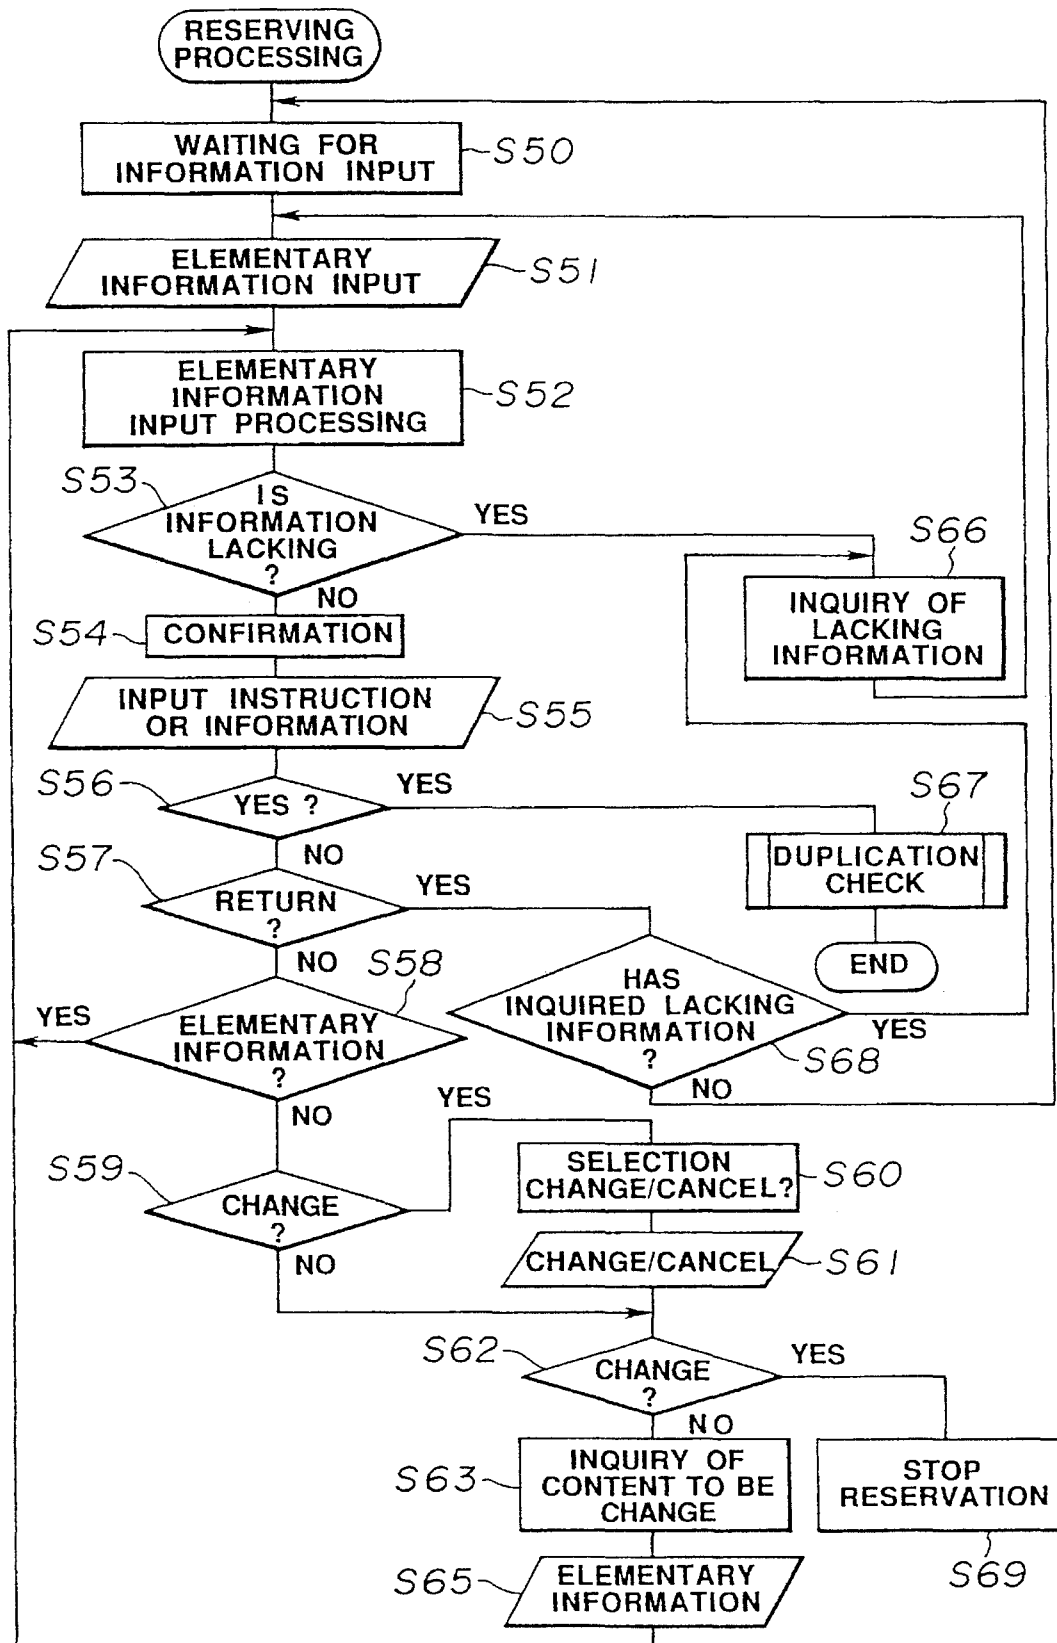 RESERVING
PROCESSING
WAITING FOR
INFORMATION INPUT
S50
ELEMENTARY
INFORMATION INPUT
S51
ELEMENTARY
INFORMATION
INPUT PROCESSING
S52
S53
IS
INFORMATION
LACKING
?
YES
NO
S66
INQUIRY OF
LACKING
INFORMATION
S54
CONFIRMATION
INPUT INSTRUCTION
OR INFORMATION
S55
S56
YES ?
YES
NO
S67
DUPLICATION
CHECK
END
S57
RETURN
?
YES
NO
S58
ELEMENTARY
INFORMATION
?
YES
NO
HAS
INQUIRED LACKING
INFORMATION
?
YES
S68
NO
S59
CHANGE
?
YES
NO
SELECTION
CHANGE/CANCEL?
S60
CHANGE/CANCEL
S61
S62
CHANGE
?
YES
NO
S63
INQUIRY OF
CONTENT TO BE
CHANGE
STOP
RESERVATION
S69
S65
ELEMENTARY
INFORMATION